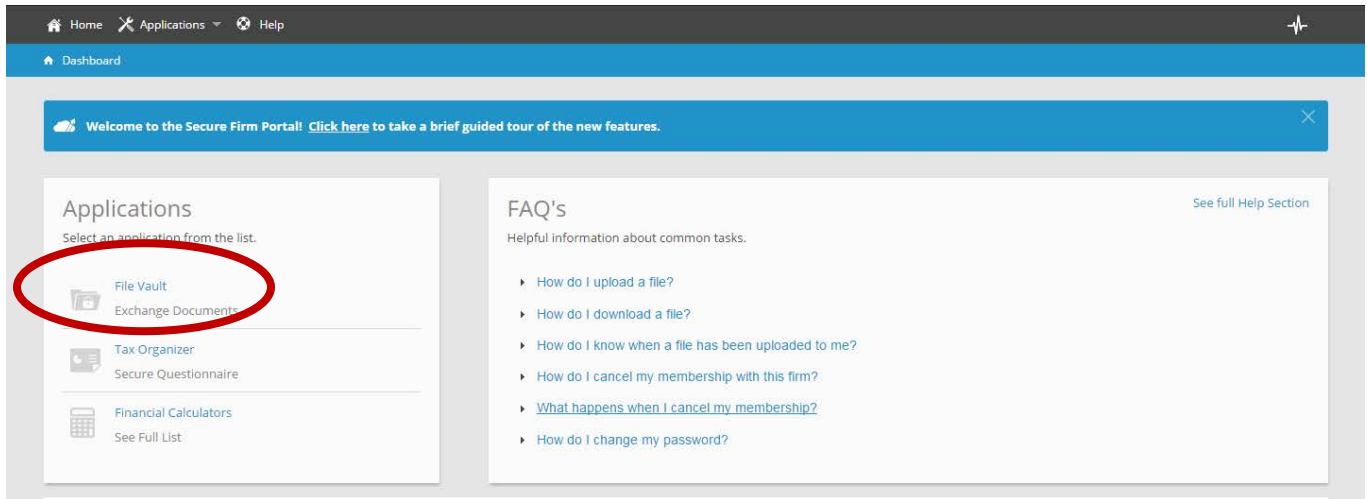 Home Applications Help
Dashboard
Welcome to the Secure Firm Portal! Click here to take a brief guided tour of the new features.
Applications
Select an application from the list.
File Vault
Exchange Documents
Tax Organizer
Secure Questionnaire
Financial Calculators
See Full List
FAQ's
See full Help Section
Helpful information about common tasks.
How do I upload a file?
How do I download a file?
How do I know when a file has been uploaded to me?
How do I cancel my membership with this firm?
What happens when I cancel my membership?
How do I change my password?